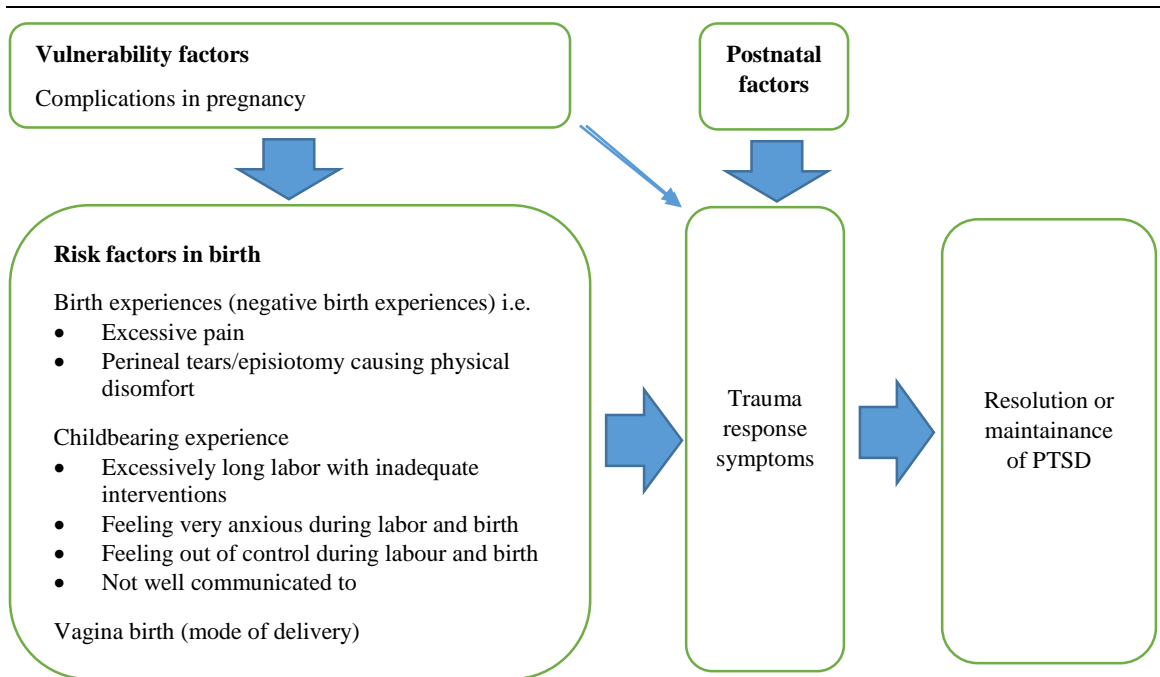 Vulnerability factors
Complications in pregnancy
Postnatal
factors
Risk factors in birth
Birth experiences (negative birth experiences) i.e.
• Excessive pain
• Perineal tears/episiotomy causing physical
disomfort
Childbearing experience
• Excessively long labor with inadequate
interventions
• Feeling very anxious during labor and birth
• Feeling out of control during labour and birth
• Not well communicated to
Vagina birth (mode of delivery)
Trauma
response
symptoms
Resolution or
maintainance
of PTSD